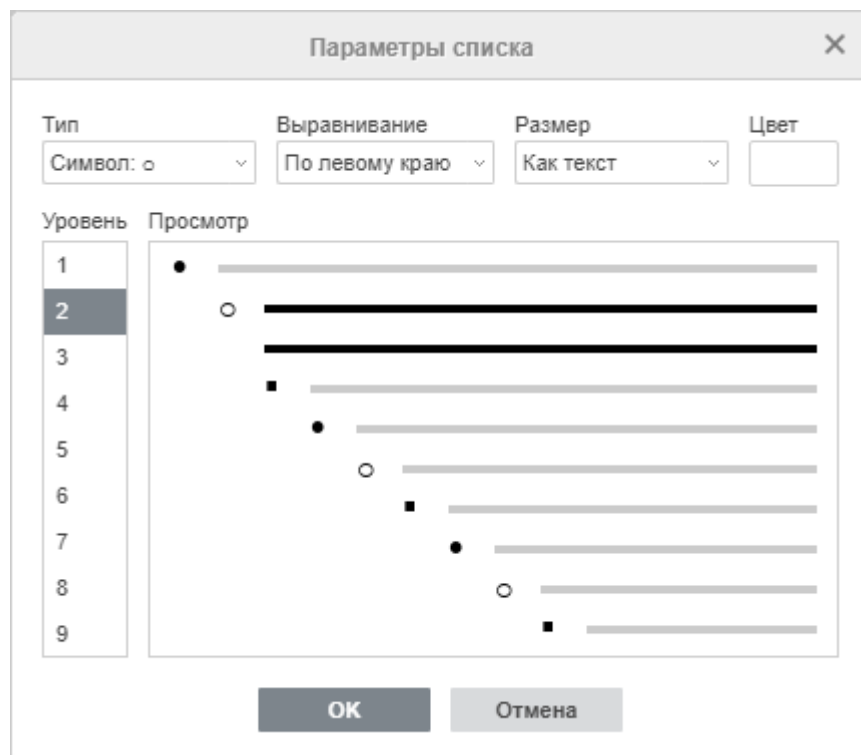 Параметры списка
Тип Выравнивание Размер Цвет
Символ: o По левому краю Как текст
Уровень Просмотр
1
2
3
4
5
6
7
8
9
OK Отмена